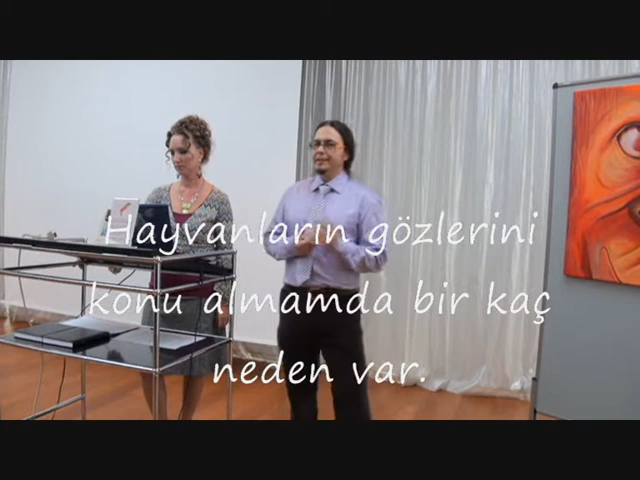 Hayvanların gözlerini
konu almamda bir kaç
neden var.